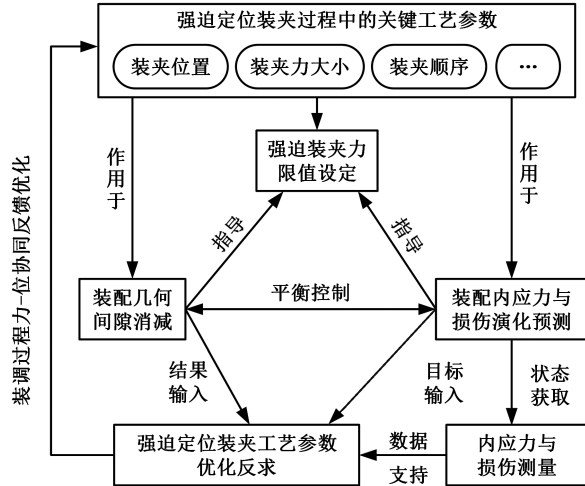 强迫定位装夹过程中的关键工艺参数
装夹位置
装夹力大小
装夹顺序
…
作用于
强迫装夹力
限值设定
作用于
装调过程力-位协同反馈优化
指导
指导
装配几何
间隙消减
平衡控制
装配内应力与
损伤演化预测
结果
输入
目标
输入
状态
获取
强迫定位装夹工艺参数
优化反求
数据
支持
内应力与
损伤测量